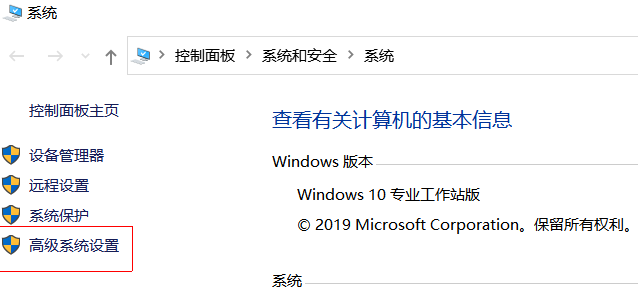 系统
控制面板 系统和安全 系统
控制面板主页
查看有关计算机的基本信息
设备管理器
Windows 版本
远程设置
Windows 10 专业工作站版
系统保护
© 2019 Microsoft Corporation。保留所有权利。
高级系统设置
系统